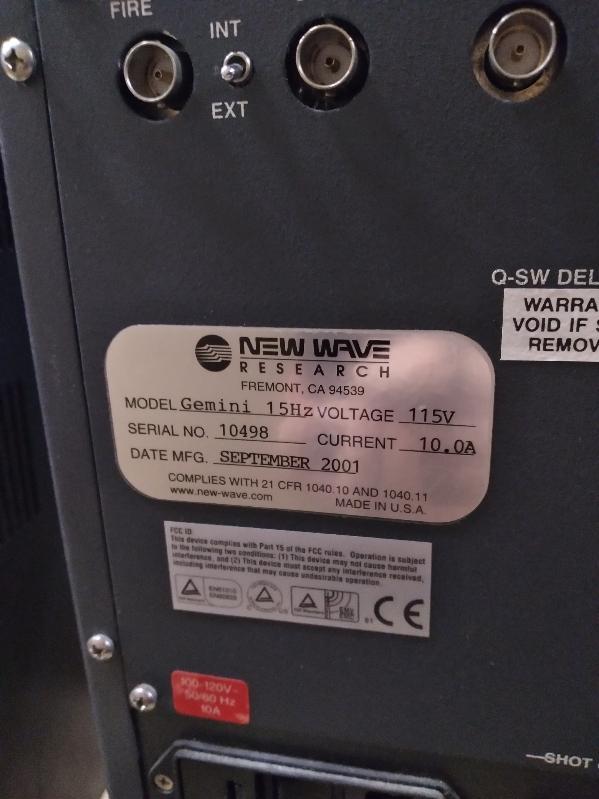 FIRE
INT
EXT
Q-SW DEL
WARRA
VOID IF S
REMOV
NEW WAVE
RESEARCH
FREMONT, CA 94539
MODEL Gemini 15Hz VOLTAGE 115V
SERIAL NO. 10498 CURRENT 10.0A
DATE MFG. SEPTEMBER 2001
COMPLIES WITH 21 CFR 1040.10 AND 1040.11
www.new-wave.com MADE IN U.S.A.
FCC ID:
This device complies with Part 15 of the FCC rules. Operation is subject
to the following two conditions: (1) This device may not cause harmful
interference, and (2) This device must accept any interference received,
including interference that may cause undesirable operation.
CE
100-120V~
50/60 Hz
10A
SHOT